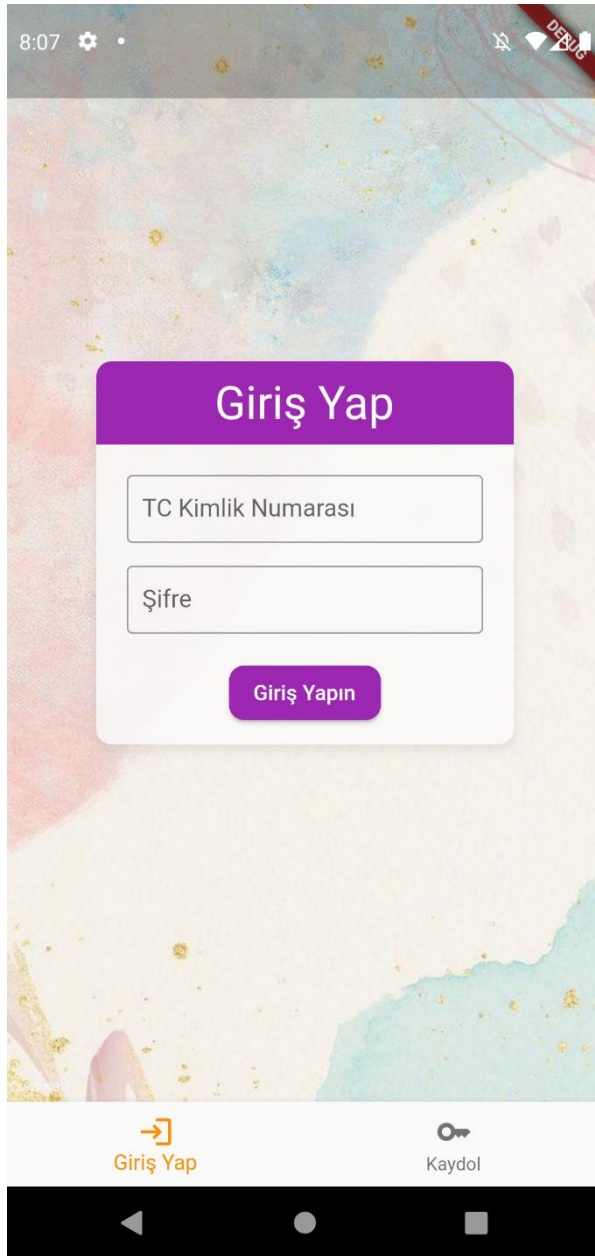 8:07
DEBUG
Giriş Yap
TC Kimlik Numarası
Şifre
Giriş Yapın
Giriş Yap
Kaydol